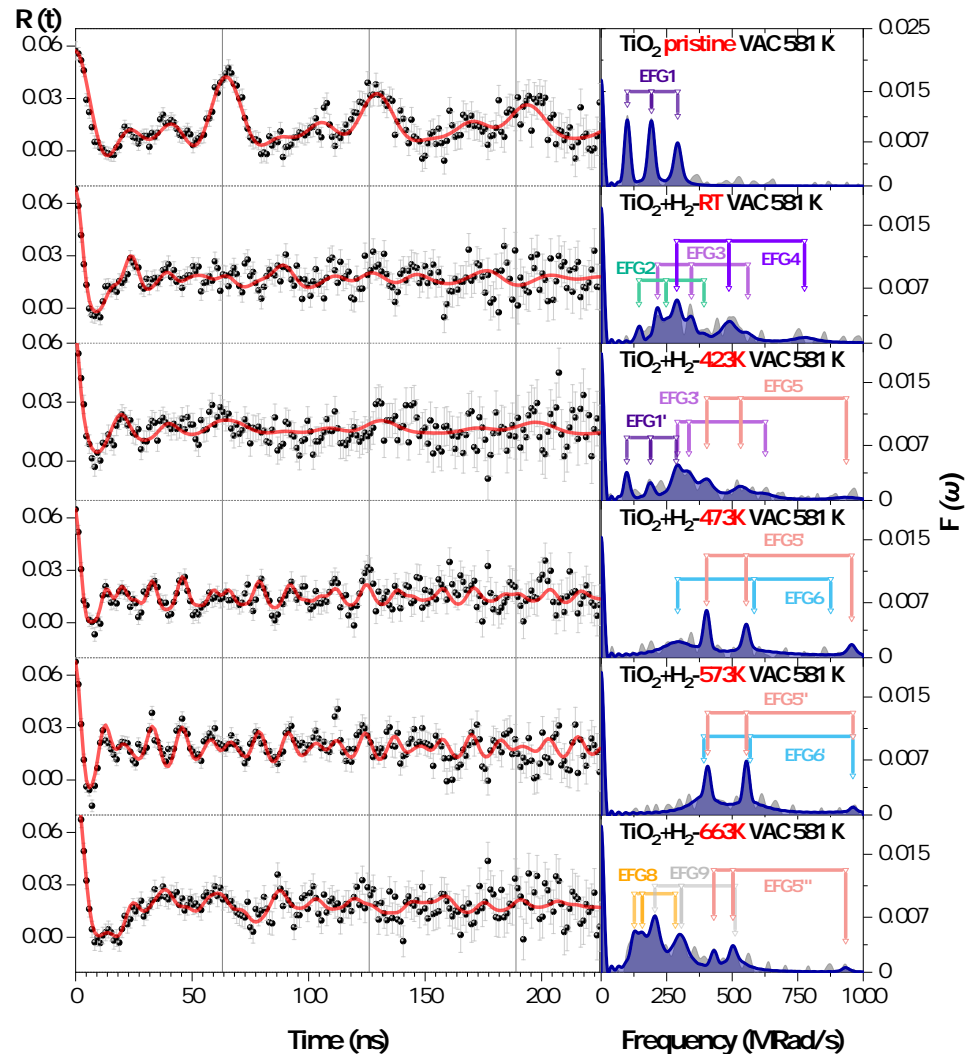 R (t)
0.06
0.03
0.00
0.06
0.03
0.00
0.06
0.03
0.00
0.06
0.03
0.00
0.06
0.03
0.00
0.06
0.03
0.00
0 50 100 150 200
Time (ns)
TiO2 pristine VAC 581 K
EFG1
TiO2+H2-RT VAC 581 K
EFG3
EFG2
EFG4
TiO2+H2-423K VAC 581 K
EFG5
EFG3'
EFG1'
TiO2+H2-473K VAC 581 K
EFG5'
EFG6
TiO2+H2-573K VAC 581 K
EFG5''
EFG6'
TiO2+H2-663K VAC 581 K
EFG8
EFG9
EFG5'''
0 250 500 750 1000
Frequency (MRad/s)
0.025
0.015
0.007
0
0.015
0.007
0
0.015
0.007
0
0.015
0.007
0
0.015
0.007
0
0.015
0.007
0
F (ω)